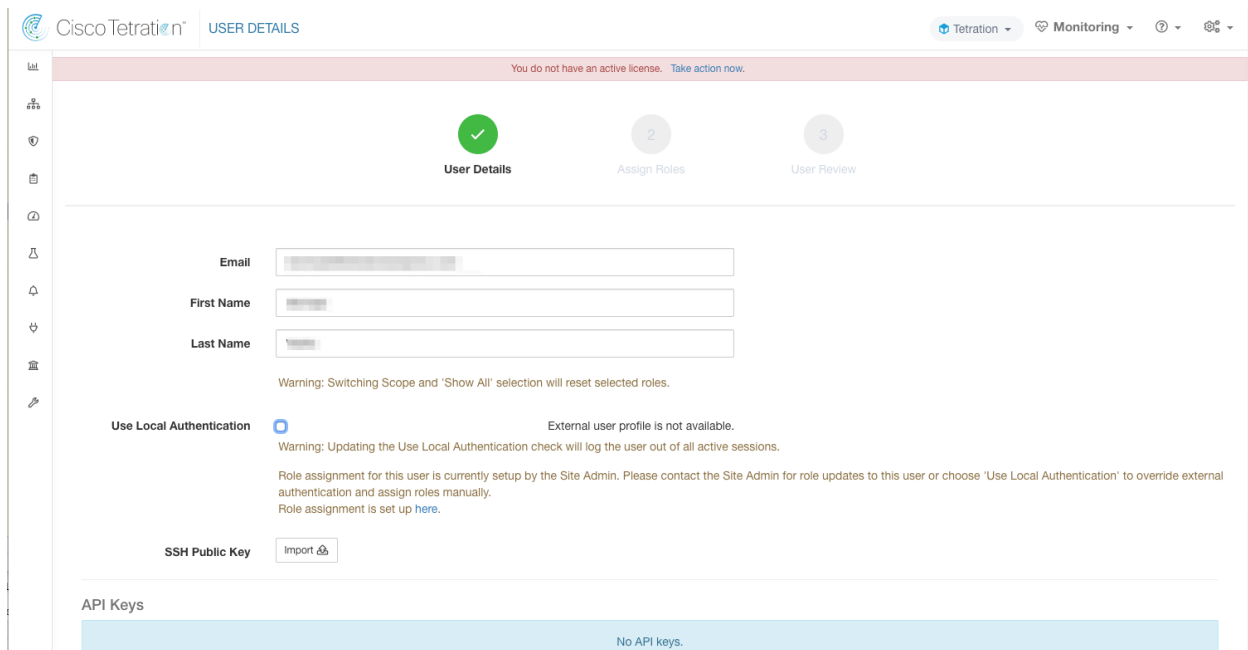 Cisco Tetration™ USER DETAILS Tetration Monitoring
You do not have an active license. Take action now.
2 3
User Details Assign Roles User Review
Email
First Name
Last Name
Warning: Switching Scope and 'Show All' selection will reset selected roles.
Use Local Authentication External user profile is not available.
Warning: Updating the Use Local Authentication check will log the user out of all active sessions.
Role assignment for this user is currently setup by the Site Admin. Please contact the Site Admin for role updates to this user or choose 'Use Local Authentication' to override external
authentication and assign roles manually.
Role assignment is set up here.
SSH Public Key Import
API Keys
No API keys.